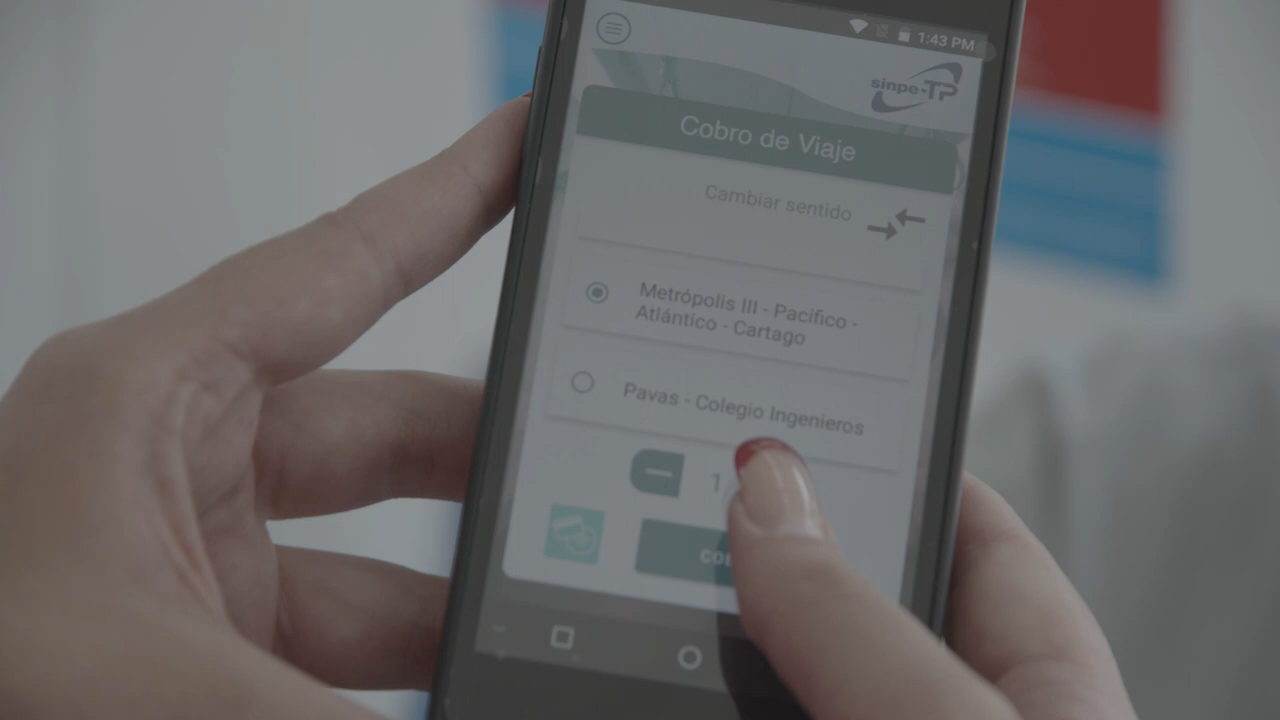 1:43 PM
sinpe-TP
Cobro de Viaje
Cambiar sentido
Metrópolis III - Pacífico -
Atlántico - Cartago
Pavas - Colegio Ingenieros
1